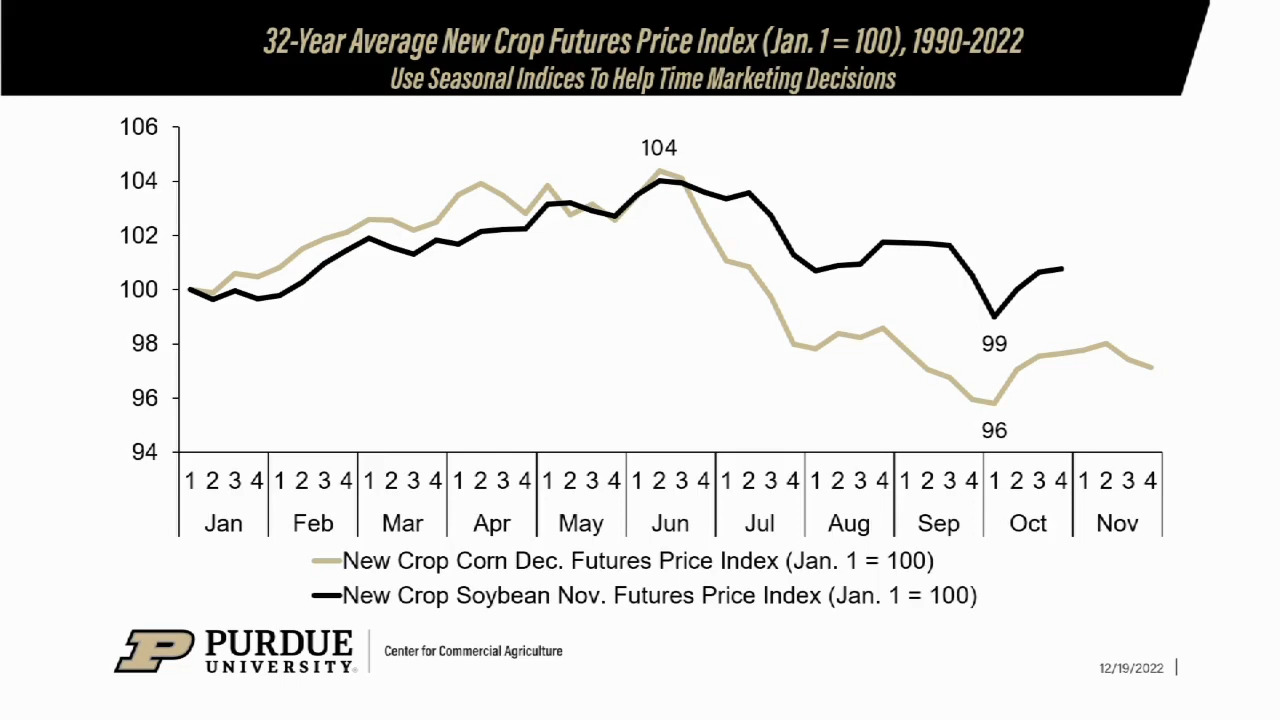 32-Year Average New Crop Futures Price Index (Jan. 1 = 100), 1990-2022
Use Seasonal Indices To Help Time Marketing Decisions
106
104
102
100
98
96
94
104
99
96
1 2 3 4 1 2 3 4 1 2 3 4 1 2 3 4 1 2 3 4 1 2 3 4 1 2 3 4 1 2 3 4 1 2 3 4 1 2 3 4 1 2 3 4
Jan Feb Mar Apr May Jun Jul Aug Sep Oct Nov
New Crop Corn Dec. Futures Price Index (Jan. 1 = 100)
New Crop Soybean Nov. Futures Price Index (Jan. 1 = 100)
P PURDUE
UNIVERSITY®
Center for Commercial Agriculture
12/19/2022